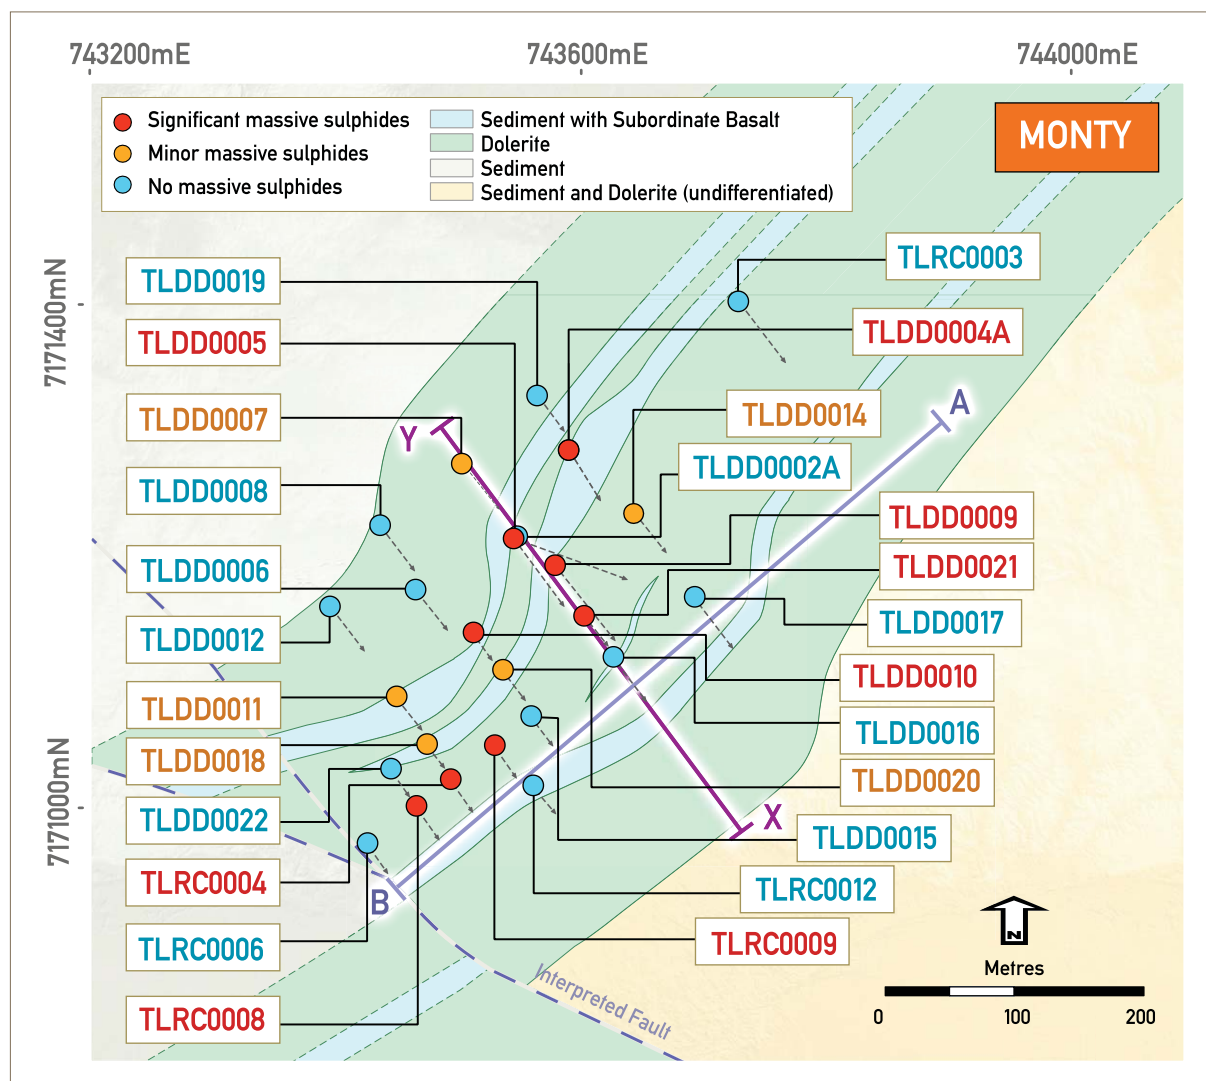 743200mE
743600mE
744000mE
Significant massive sulphides
Minor massive sulphides
No massive sulphides
Sediment with Subordinate Basalt
Dolerite
Sediment
Sediment and Dolerite (undifferentiated)
MONTY
7171400mN
7171000mN
TLDD0019
TLDD0005
TLDD0007
TLDD0008
TLDD0006
TLDD0012
TLDD0011
TLDD0018
TLDD0022
TLRC0004
TLRC0006
TLRC0008
TLRC0003
TLDD0004A
TLDD0014
TLDD0002A
TLDD0009
TLDD0021
TLDD0017
TLDD0010
TLDD0016
TLDD0020
TLDD0015
TLRC0012
TLRC0009
Y
A
X
B
Interpreted Fault
N
Metres
0 100 200